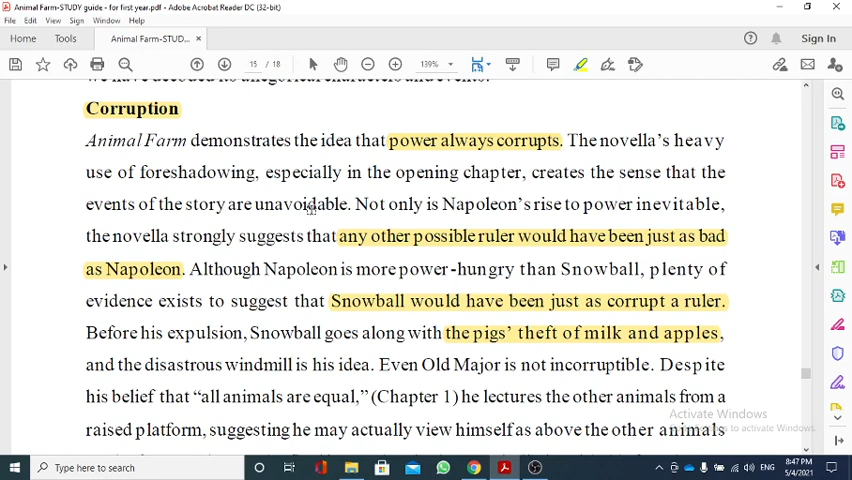 Animal Farm-STUDY guide - for first year.pdf - Adobe Acrobat Reader DC (32-bit)
File Edit View Sign Window Help
Home Tools Animal Farm-STUD... × Sign In
15 / 18 139%
we have decoded its allegorical characters and events.
Corruption
Animal Farm demonstrates the idea that power always corrupts. The novella's heavy
use of foreshadowing, especially in the opening chapter, creates the sense that the
events of the story are unavoidable. Not only is Napoleon's rise to power inevitable,
the novella strongly suggests that any other possible ruler would have been just as bad
as Napoleon. Although Napoleon is more power-hungry than Snowball, plenty of
evidence exists to suggest that Snowball would have been just as corrupt a ruler.
Before his expulsion, Snowball goes along with the pigs' theft of milk and apples,
and the disastrous windmill is his idea. Even Old Major is not incorruptible. Despite
his belief that “all animals are equal,” (Chapter 1) he lectures the other animals from a
raised platform, suggesting he may actually view himself as above the other animals
Activate Windows
Go to Settings to activate Windows.
Type here to search
ENG
8:47 PM
5/4/2021